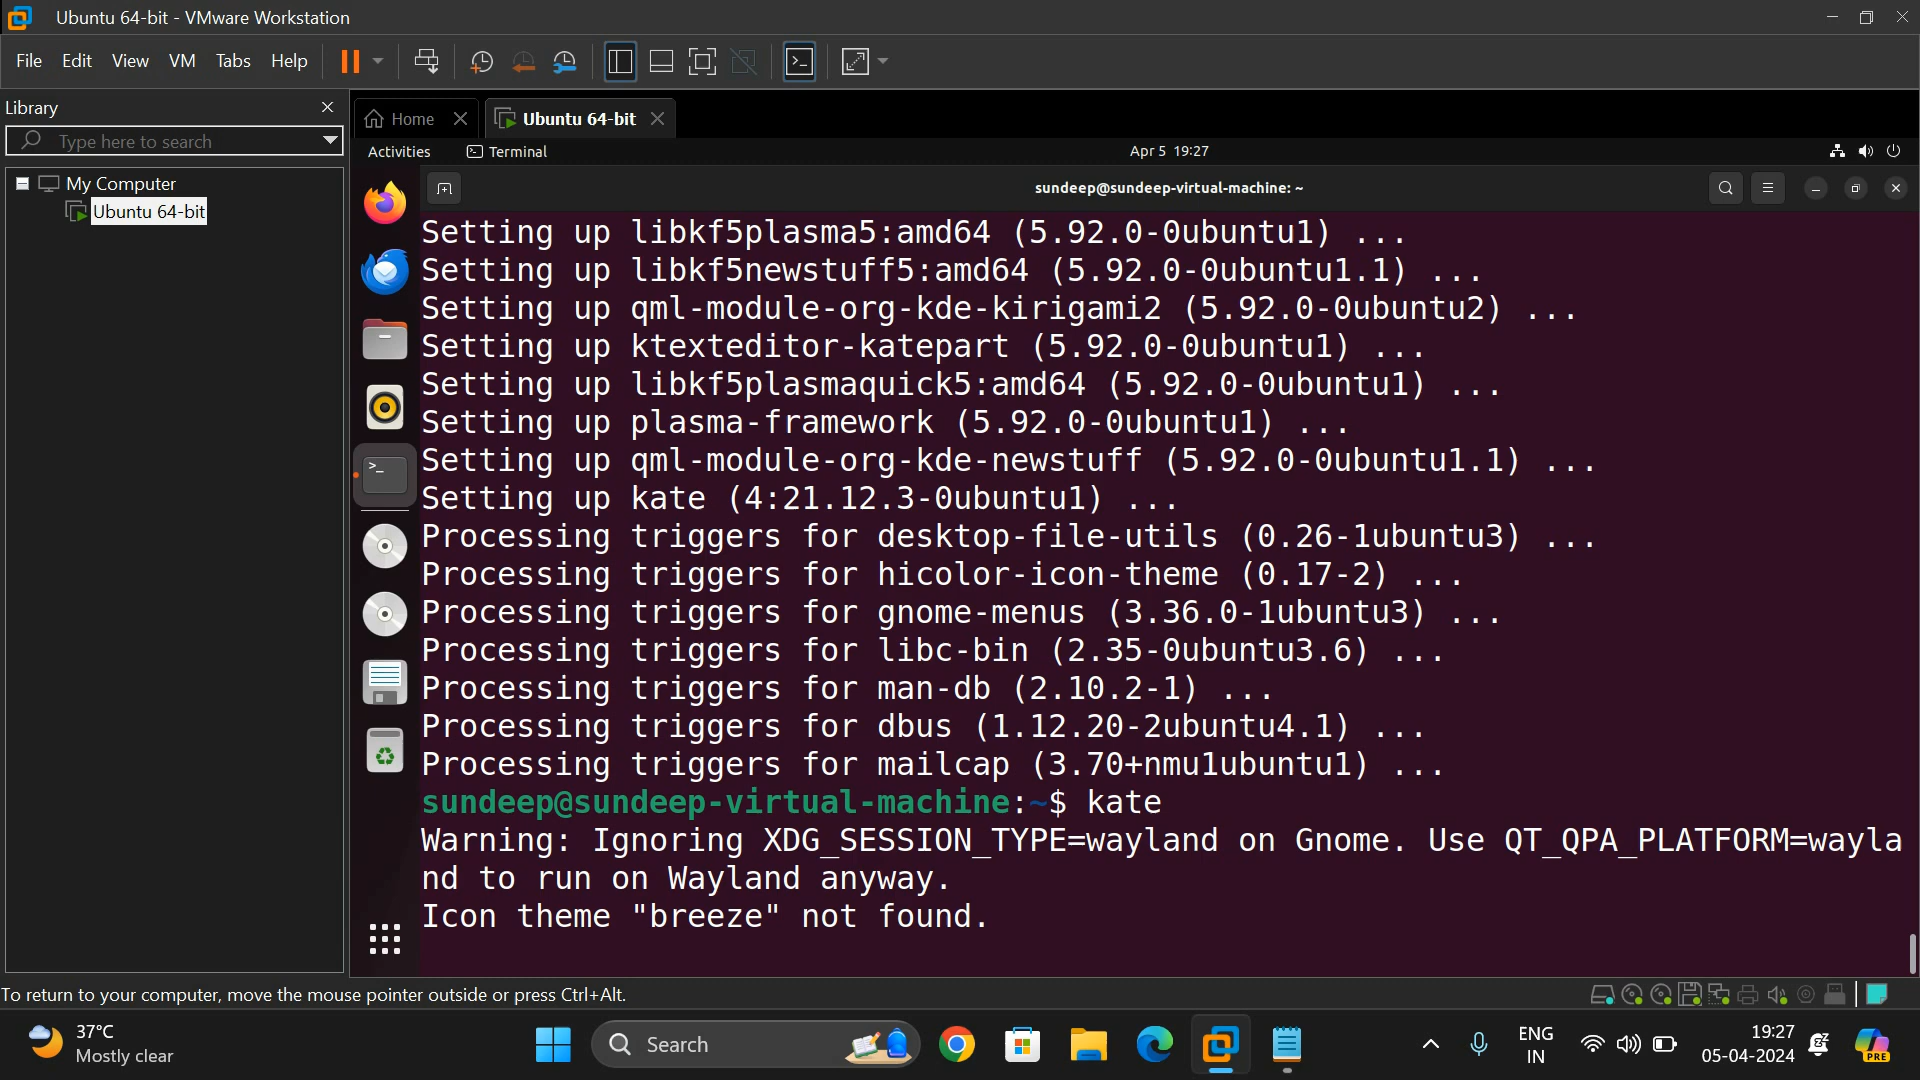 Ubuntu 64-bit - VMware Workstation
File Edit View VM Tabs Help
Library
Type here to search
My Computer
Ubuntu 64-bit
Home
Ubuntu 64-bit
Activities
Terminal
Apr 5 19:27
sundeep@sundeep-virtual-machine: ~
Setting up libkf5plasma5:amd64 (5.92.0-0ubuntu1) ...
Setting up libkf5newstuff5:amd64 (5.92.0-0ubuntu1.1) ...
Setting up qml-module-org-kde-kirigami2 (5.92.0-0ubuntu2) ...
Setting up ktexteditor-katepart (5.92.0-0ubuntu1) ...
Setting up libkf5plasmaquick5:amd64 (5.92.0-0ubuntu1) ...
Setting up plasma-framework (5.92.0-0ubuntu1) ...
Setting up qml-module-org-kde-newstuff (5.92.0-0ubuntu1.1) ...
Setting up kate (4:21.12.3-0ubuntu1) ...
Processing triggers for desktop-file-utils (0.26-1ubuntu3) ...
Processing triggers for hicolor-icon-theme (0.17-2) ...
Processing triggers for gnome-menus (3.36.0-1ubuntu3) ...
Processing triggers for libc-bin (2.35-0ubuntu3.6) ...
Processing triggers for man-db (2.10.2-1) ...
Processing triggers for dbus (1.12.20-2ubuntu4.1) ...
Processing triggers for mailcap (3.70+nmu1ubuntu1) ...
sundeep@sundeep-virtual-machine:~$ kate
Warning: Ignoring XDG_SESSION_TYPE=wayland on Gnome. Use QT_QPA_PLATFORM=wayla
nd to run on Wayland anyway.
Icon theme "breeze" not found.
To return to your computer, move the mouse pointer outside or press Ctrl+Alt.
37°C
Mostly clear
Search
ENG
IN
19:27
05-04-2024
PRE